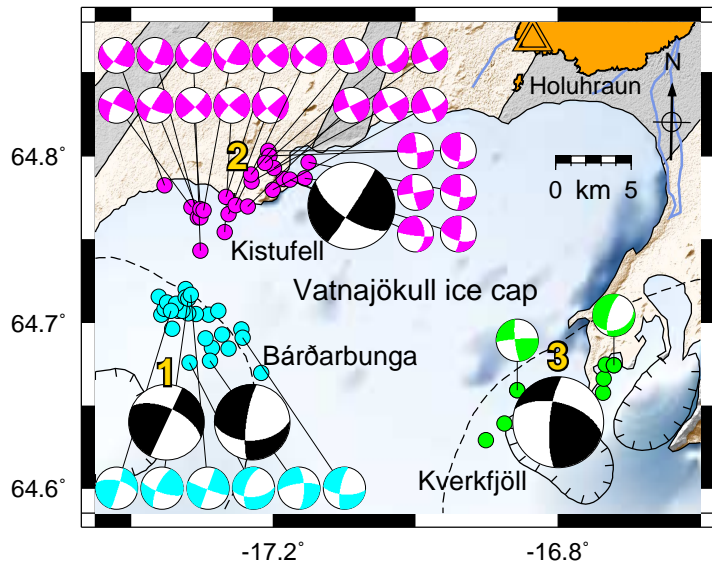 Holuhraun
N
64.8˚
2
0 km 5
Kistufell
Vatnajökull ice cap
64.7˚
Bárðarbunga
3
1
Kverkfjöll
64.6˚
-17.2˚
-16.8˚